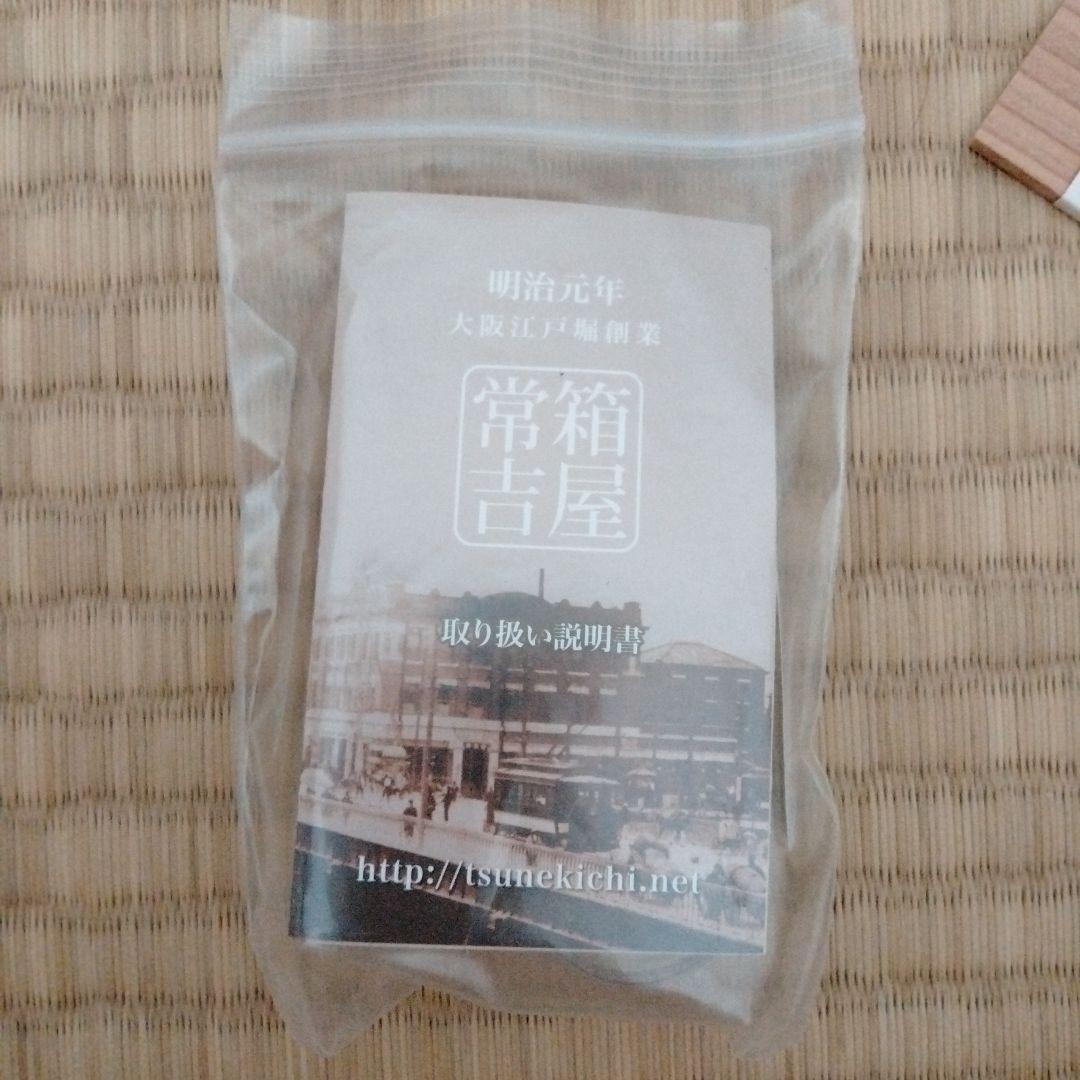 明治元年
大阪江戸堀創業
箱屋
常吉
取り扱い説明書
http://tsunekichi.net